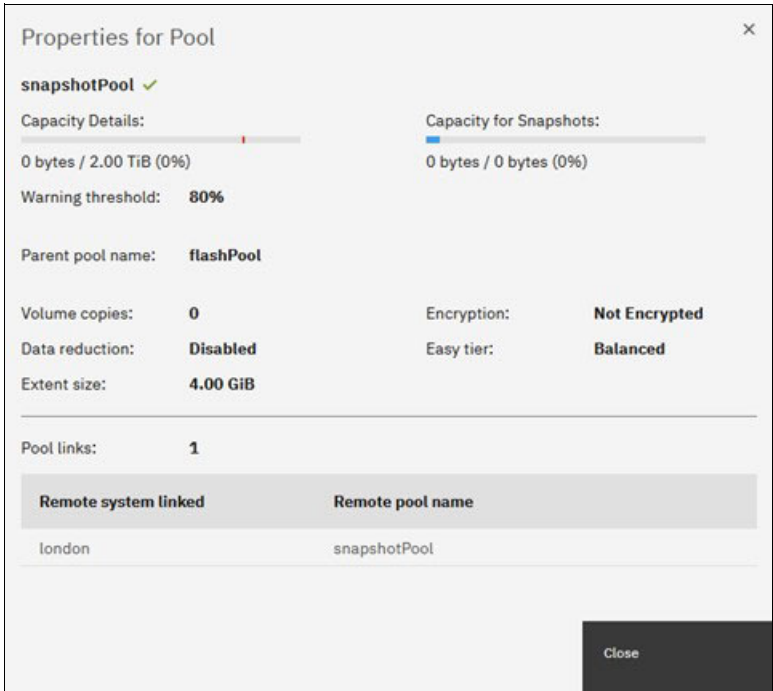 Properties for Pool ×
snapshotPool ✓
Capacity Details: Capacity for Snapshots:
0 bytes / 2.00 TiB (0%) 0 bytes / 0 bytes (0%)
Warning threshold: 80%
Parent pool name: flashPool
Volume copies: 0 Encryption: Not Encrypted
Data reduction: Disabled Easy tier: Balanced
Extent size: 4.00 GiB
Pool links: 1
Remote system linked Remote pool name
london snapshotPool
Close